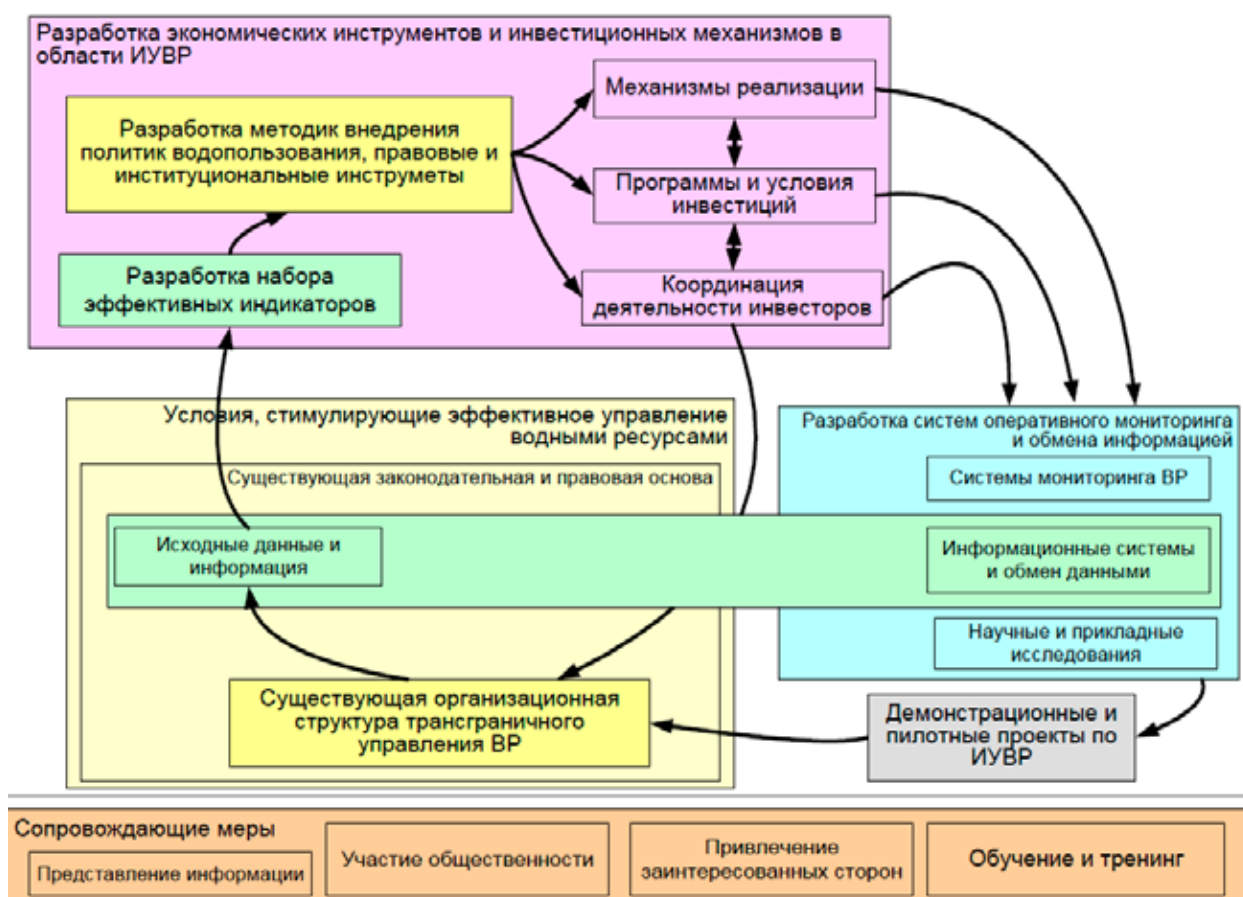 Разработка экономических инструментов и инвестиционных механизмов в
области ИУВР
Механизмы реализации
Разработка методик внедрения
политик водопользования, правовые и
институциональные инструметы
Программы и условия
инвестиций
Разработка набора
эффективных индикаторов
Координация
деятельности инвесторов
Условия, стимулирующие эффективное управление
водными ресурсами
Существующая законодательная и правовая основа
Исходные данные и
информация
Существующая организационная
структура трансграничного
управления ВР
Разработка систем оперативного мониторинга
и обмена информацией
Системы мониторинга ВР
Информационные системы
и обмен данными
Научные и прикладные
исследования
Демонстрационные и
пилотные проекты по
ИУВР
Сопровождающие меры
Представление информации
Участие общественности
Привлечение
заинтересованных сторон
Обучение и тренинг